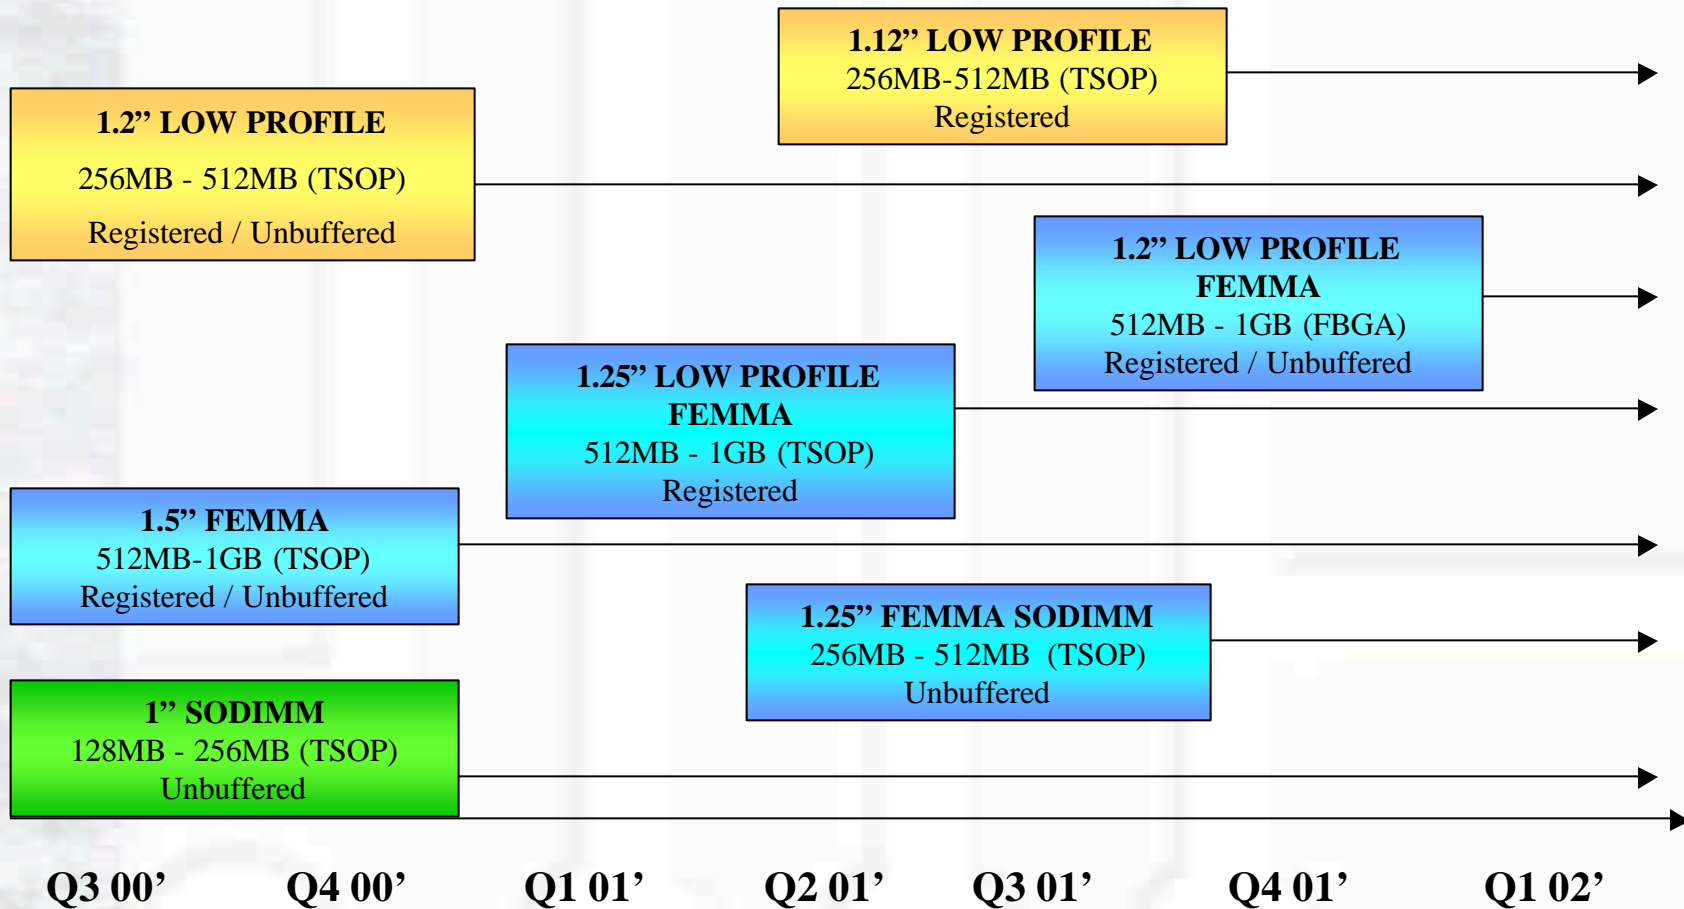 1.12” LOW PROFILE
256MB-512MB (TSOP)
Registered
1.2” LOW PROFILE
256MB - 512MB (TSOP)
Registered / Unbuffered
1.2” LOW PROFILE
FEMMA
512MB - 1GB (FBGA)
Registered / Unbuffered
1.25” LOW PROFILE
FEMMA
512MB - 1GB (TSOP)
Registered
1.5” FEMMA
512MB-1GB (TSOP)
Registered / Unbuffered
1.25” FEMMA SODIMM
256MB - 512MB (TSOP)
Unbuffered
1” SODIMM
128MB - 256MB (TSOP)
Unbuffered
Q3 00’ Q4 00’ Q1 01’ Q2 01’ Q3 01’ Q4 01’ Q1 02’